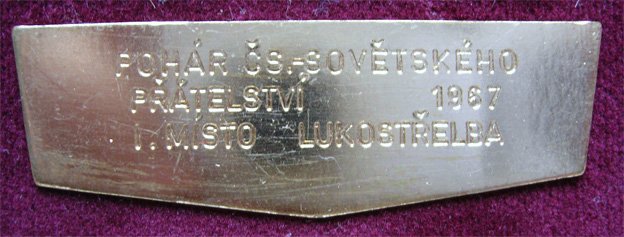 POHÁR ČS.-SOVĚTSKÉHO
PŘÁTELSTVÍ 1967
I. MÍSTO LUKOSTŘELBA